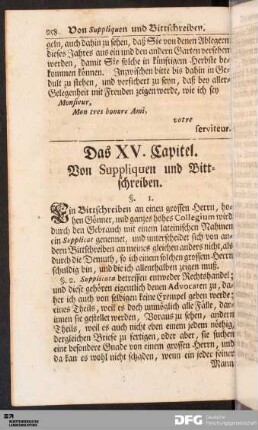 258. Von Suppliquen und Bittschreiben.
geln, auch dahin zu sehen, daß Sie von denen Ablegern
dieses Jahres aus ein und den andern Garten versehen
werden, damit Sie solche in künftigen Herbste be-
kommen können. Inzwischen bitte bis dahin in Ge-
dult zu stehen, und versichert zu seyn, daß bey aller
Gelegenheit mit Freuden zeigen werde, wie ich sey
Monsieur,
Mon tres honore Ami,
votre
serviteur.
Das XV. Capitel.
Von Suppliquen und Bitt-
schreiben.
§. 1.
Ein Bittschreiben an einen grossen Herrn, ho-
hen Gönner, und gantzes hohes Collegium wird
durch den Gebrauch mit einem lateinischen Nahmen
ein Supplicat genennet, und unterscheidet sich von an-
dern Bittschreiben an meines gleichen anders nicht, als
durch die Demuth, so ich einem solchen grossen Herrn
schuldig bin, und die ich allenthalben zeigen muß.
§. 2. Supplicata betreffen entweder Rechtshändel;
und diese gehören eigentlich denen Advocaten zu, da-
her ich auch von selbigen keine Exempel geben werde;
eines Theils, weil es doch unmöglich alle Fälle, dar-
innen sie gestellet werden, Voraus zu sehen, andern
Theils, weil es auch nicht eben einem jedem nöthig,
dergleichen Briefe zu fertigen, oder aber, sie suchen
eine besondere Gnade von einem grossen Herrn, und
da kan es wohl nicht schaden, wenn ein jeder seiner
Mann
DFG
Deutsche
Forschungsgemeinschaft